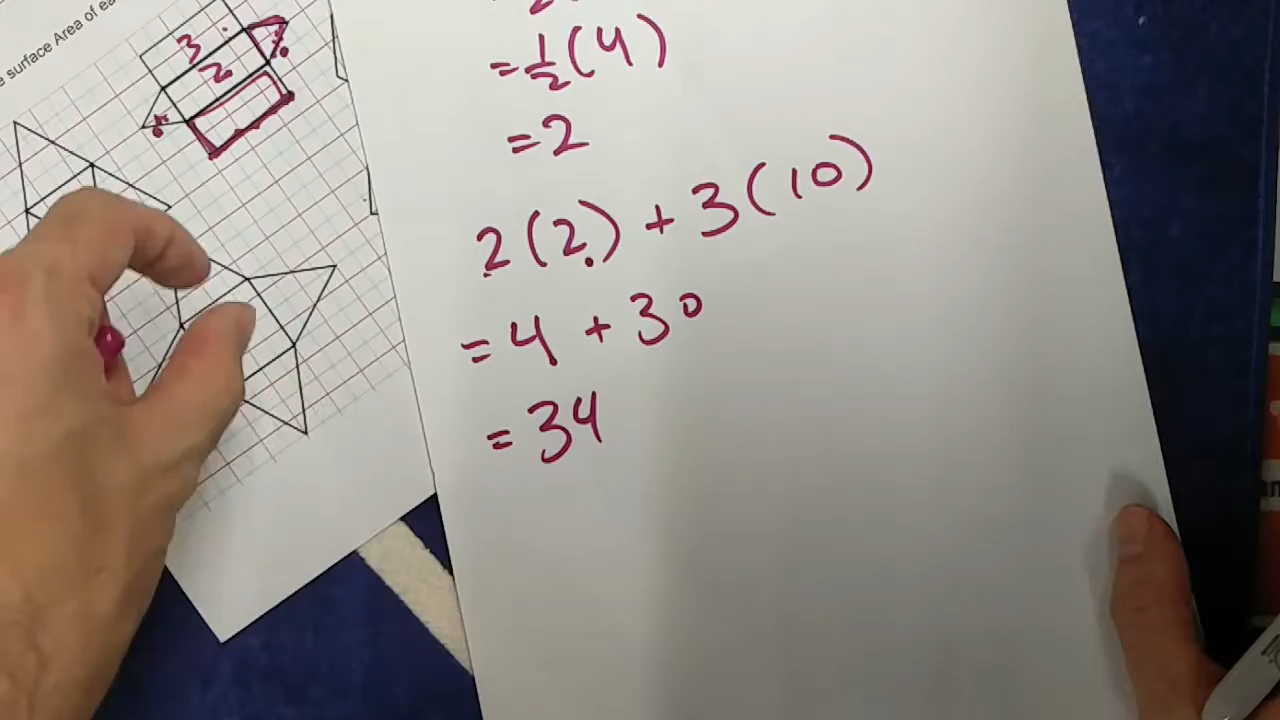 e surface Area of ea
3
2
= 1/2 (4)
= 2
2(2.) + 3(10)
= 4 + 30
= 34